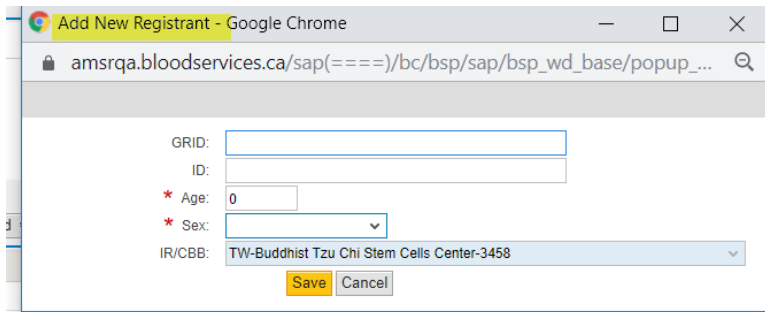 Add New Registrant - Google Chrome
amsrqa.bloodservices.ca/sap(====)/bc/bsp/sap/bsp_wd_base/popup_...
GRID:
ID:
* Age: 0
* Sex:
IR/CBB: TW-Buddhist Tzu Chi Stem Cells Center-3458
Save Cancel